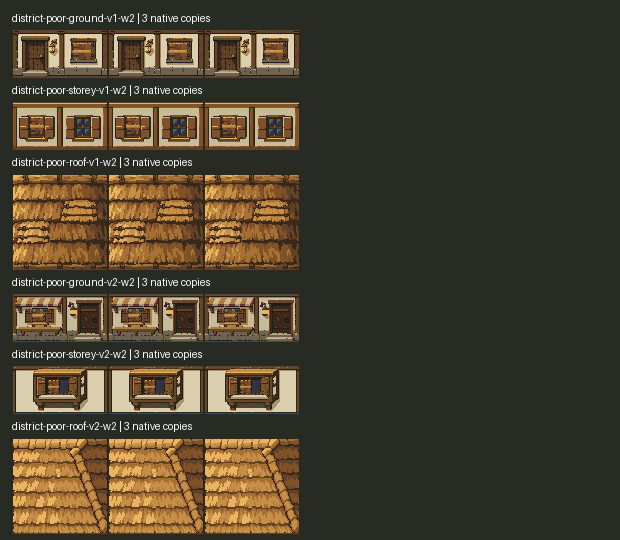 district-poor-ground-v1-w2 | 3 native copies
district-poor-storey-v1-w2 | 3 native copies
district-poor-roof-v1-w2 | 3 native copies
district-poor-ground-v2-w2 | 3 native copies
district-poor-storey-v2-w2 | 3 native copies
district-poor-roof-v2-w2 | 3 native copies